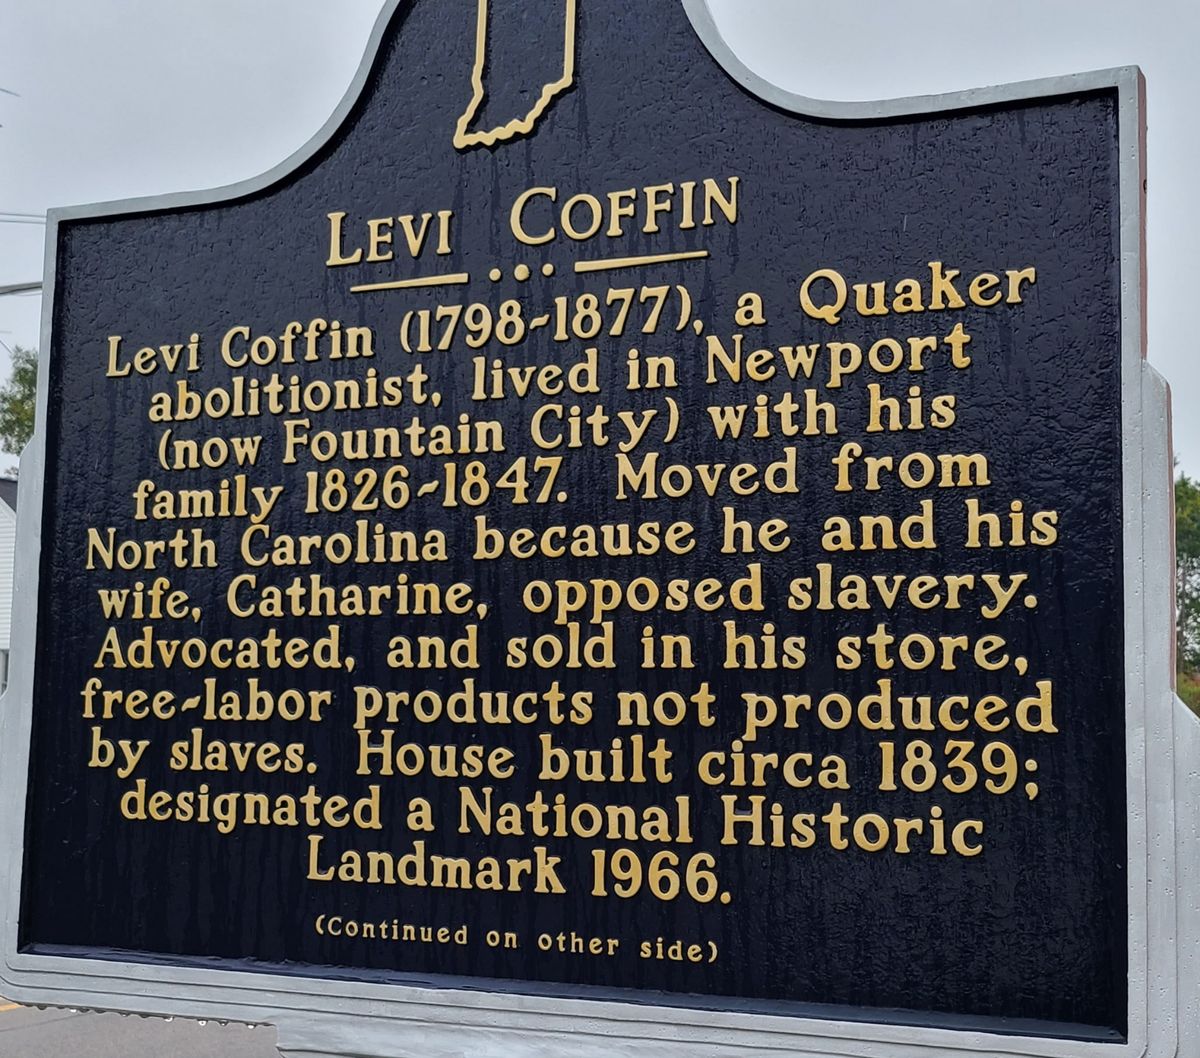 LEVI COFFIN
Levi Coffin (1798-1877), a Quaker
abolitionist, lived in Newport
(now Fountain City) with his
family 1826-1847. Moved from
North Carolina because he and his
wife, Catharine, opposed slavery.
Advocated, and sold in his store,
free-labor products not produced
by slaves. House built circa 1839;
designated a National Historic
Landmark 1966.
(Continued on other side)